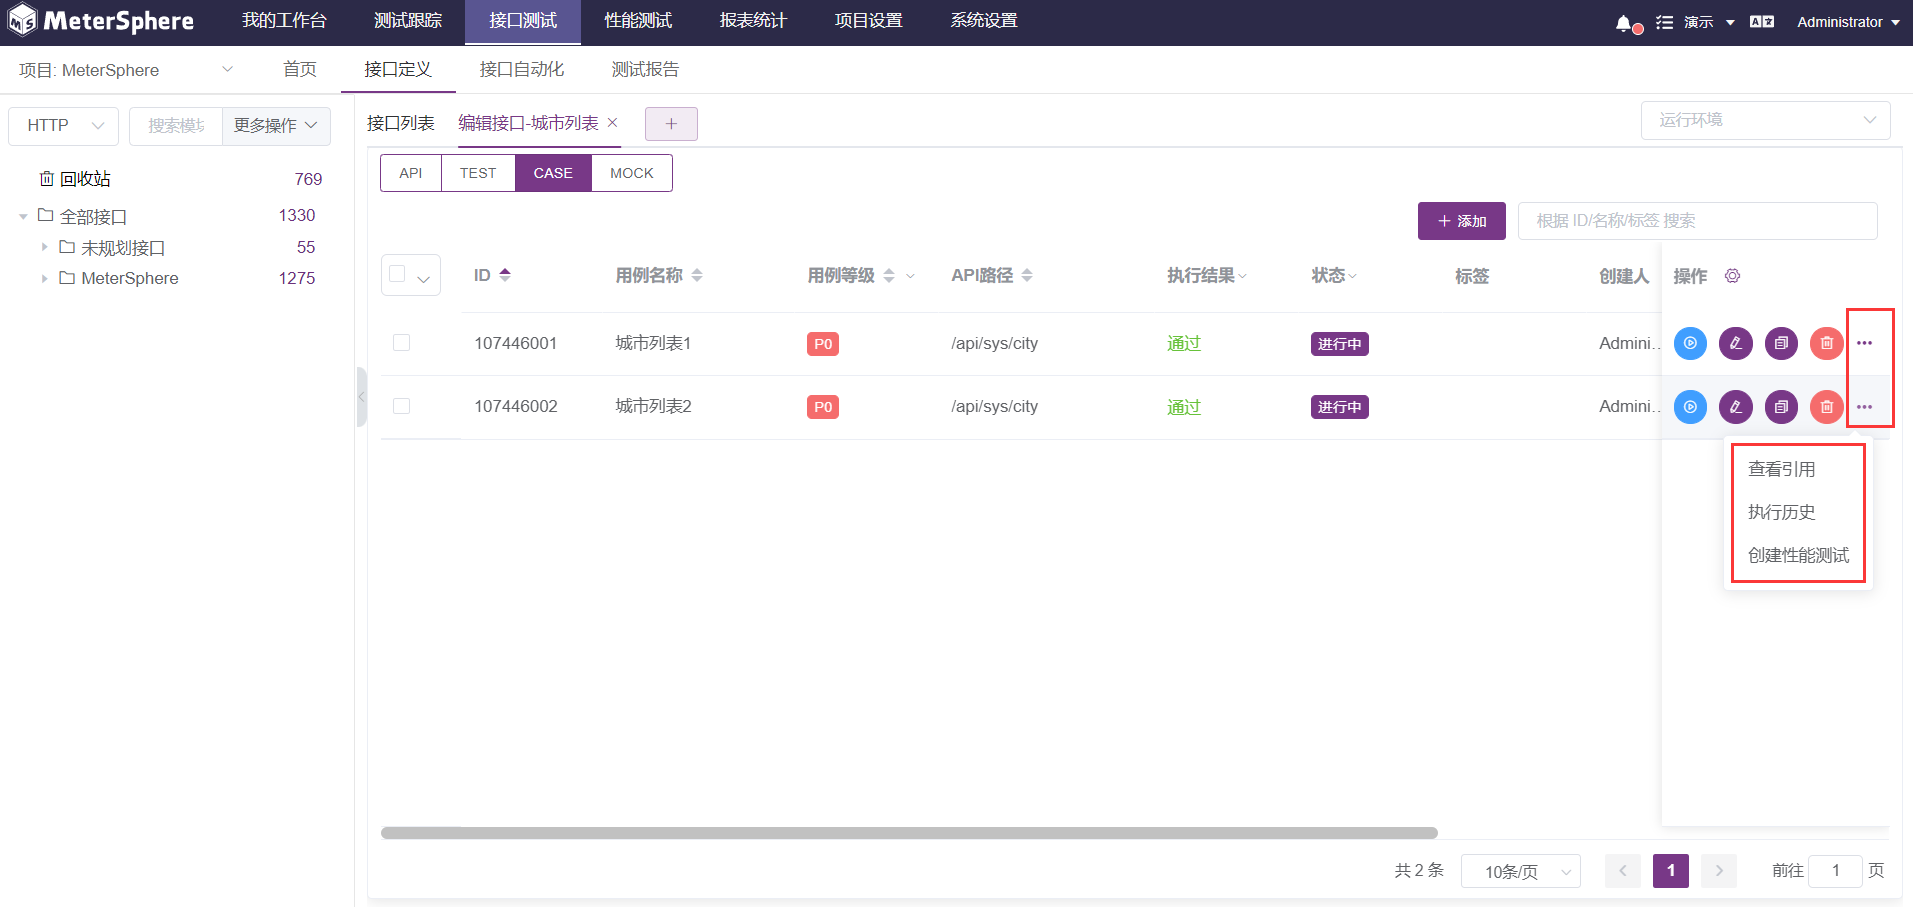 MeterSphere 我的工作台 测试跟踪 接口测试 性能测试 报表统计 项目设置 系统设置 演示 Administrator
项目: MeterSphere 首页 接口定义 接口自动化 测试报告
HTTP 搜索模块 更多操作
回收站 769
全部接口 1330
未规划接口 55
MeterSphere 1275
接口列表 编辑接口-城市列表 × + 运行环境
API TEST CASE MOCK
+ 添加 根据 ID/名称/标签 搜索
ID 用例名称 用例等级 API路径 执行结果 状态 标签 创建人 操作
107446001 城市列表1 P0 /api/sys/city 通过 进行中 Admini...
107446002 城市列表2 P0 /api/sys/city 通过 进行中 Admini...
查看引用
执行历史
创建性能测试
共 2 条 10条/页 < 1 > 前往 1 页